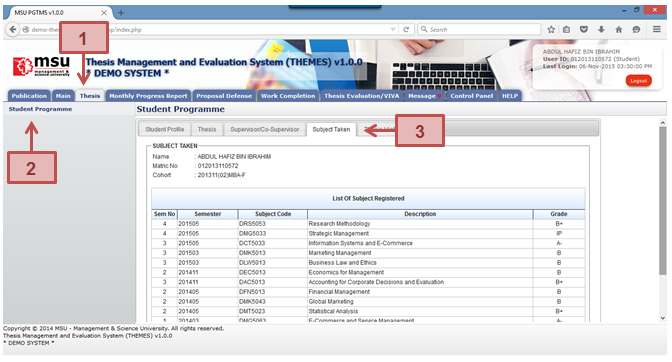 MSU PGTMS v1.0.0
demo-the
/index.php
Search
1
msu
management &
science university
Thesis Management and Evaluation System (THEMES) v1.0.0
* DEMO SYSTEM *
ABDUL HAFIZ BIN IBRAHIM
User ID: 012013110572 (Student)
Last Login: 06-Nov-2015 03:30:00 PM
Logout
Publication Main Thesis Monthly Progress Report Proposal Defense Work Completion Thesis Evaluation/VIVA Message Control Panel HELP
Student Programme
2
Student Programme
Student Profile Thesis Supervisor/Co-Supervisor Subject Taken
3
SUBJECT TAKEN
Name : ABDUL HAFIZ BIN IBRAHIM
Matric No : 012013110572
Cohort : 201311(02)MBA-F
List Of Subject Registered
Sem No Semester Subject Code Description Grade
4 201505 DRS5053 Research Methodology B+
4 201505 DMG5033 Strategic Management IP
3 201505 DCT5033 Information Systems and E-Commerce A-
3 201503 DMK5013 Marketing Management B
3 201503 DLW5013 Business Law and Ethics B
2 201411 DEC5013 Economics for Management B
3 201411 DAC5013 Accounting for Corporate Decisions and Evaluation B+
2 201405 DFN5013 Financial Management B
2 201405 DMK5043 Global Marketing B
2 201405 DMT5023 Statistical Analysis B+
1 201403 DMG5063 E-Commerce and Service Management A-
Copyright © 2014 MSU - Management & Science University. All rights reserved.
Thesis Management and Evaluation System (THEMES) v1.0.0
* DEMO SYSTEM *